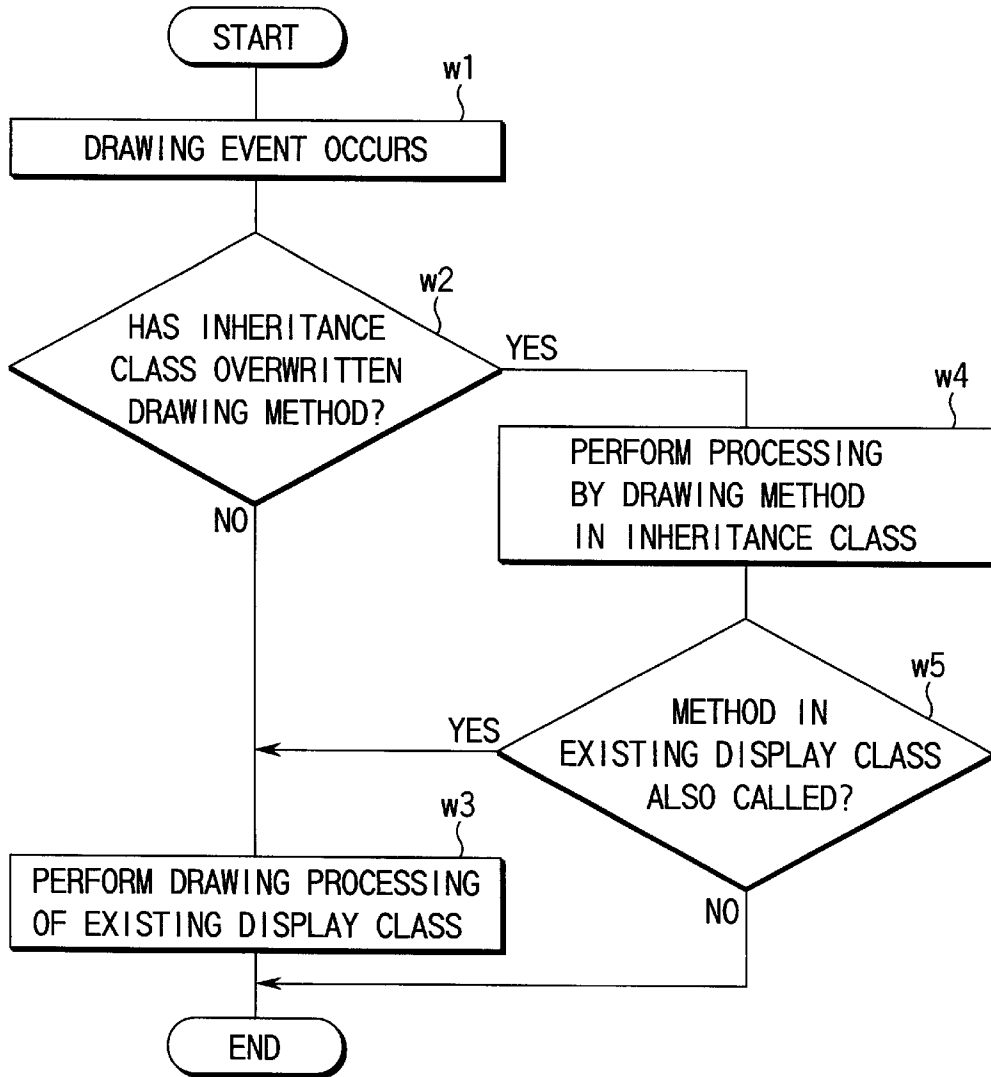 START
w1
DRAWING EVENT OCCURS
w2
HAS INHERITANCE
CLASS OVERWRITTEN
DRAWING METHOD?
YES
NO
w4
PERFORM PROCESSING
BY DRAWING METHOD
IN INHERITANCE CLASS
w5
METHOD IN
EXISTING DISPLAY CLASS
ALSO CALLED?
YES
NO
w3
PERFORM DRAWING PROCESSING
OF EXISTING DISPLAY CLASS
END